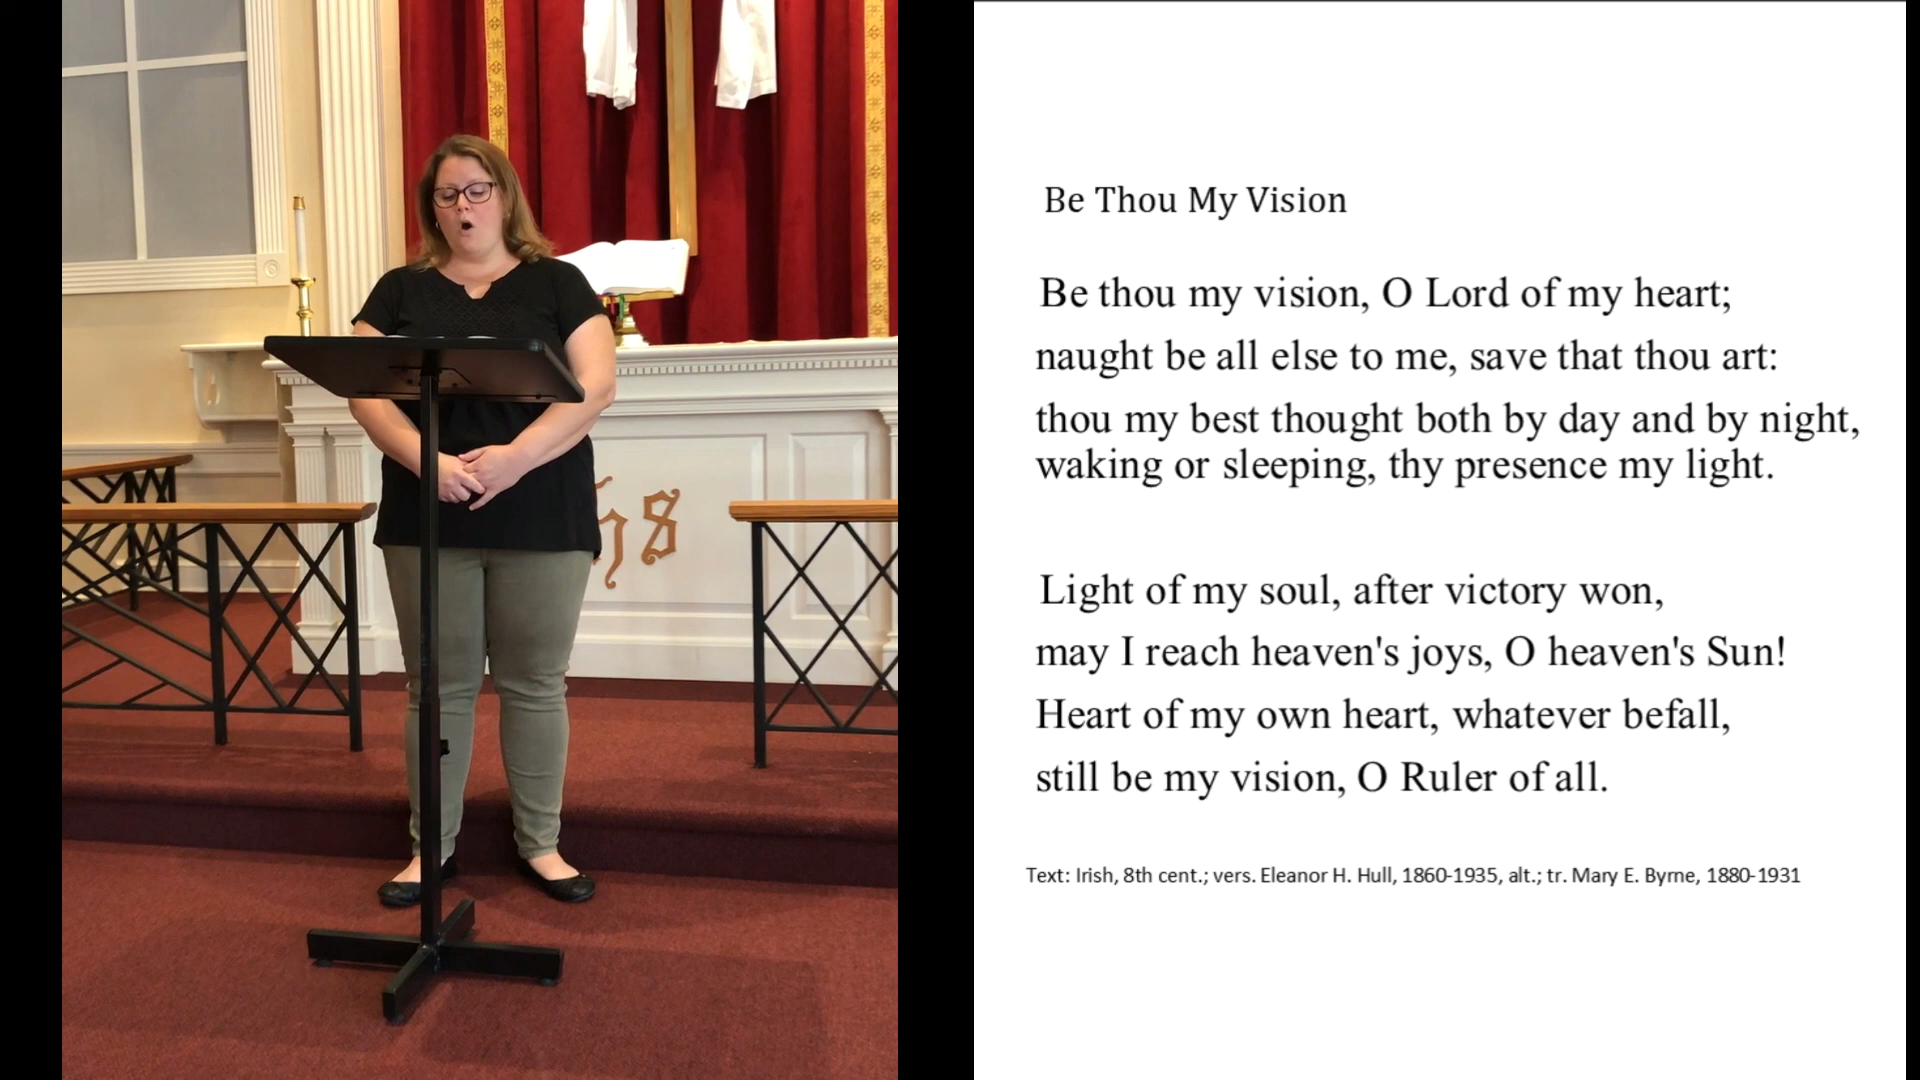 hs
Be Thou My Vision
Be thou my vision, O Lord of my heart;
naught be all else to me, save that thou art:
thou my best thought both by day and by night,
waking or sleeping, thy presence my light.
Light of my soul, after victory won,
may I reach heaven's joys, O heaven's Sun!
Heart of my own heart, whatever befall,
still be my vision, O Ruler of all.
Text: Irish, 8th cent.; vers. Eleanor H. Hull, 1860-1935, alt.; tr. Mary E. Byrne, 1880-1931